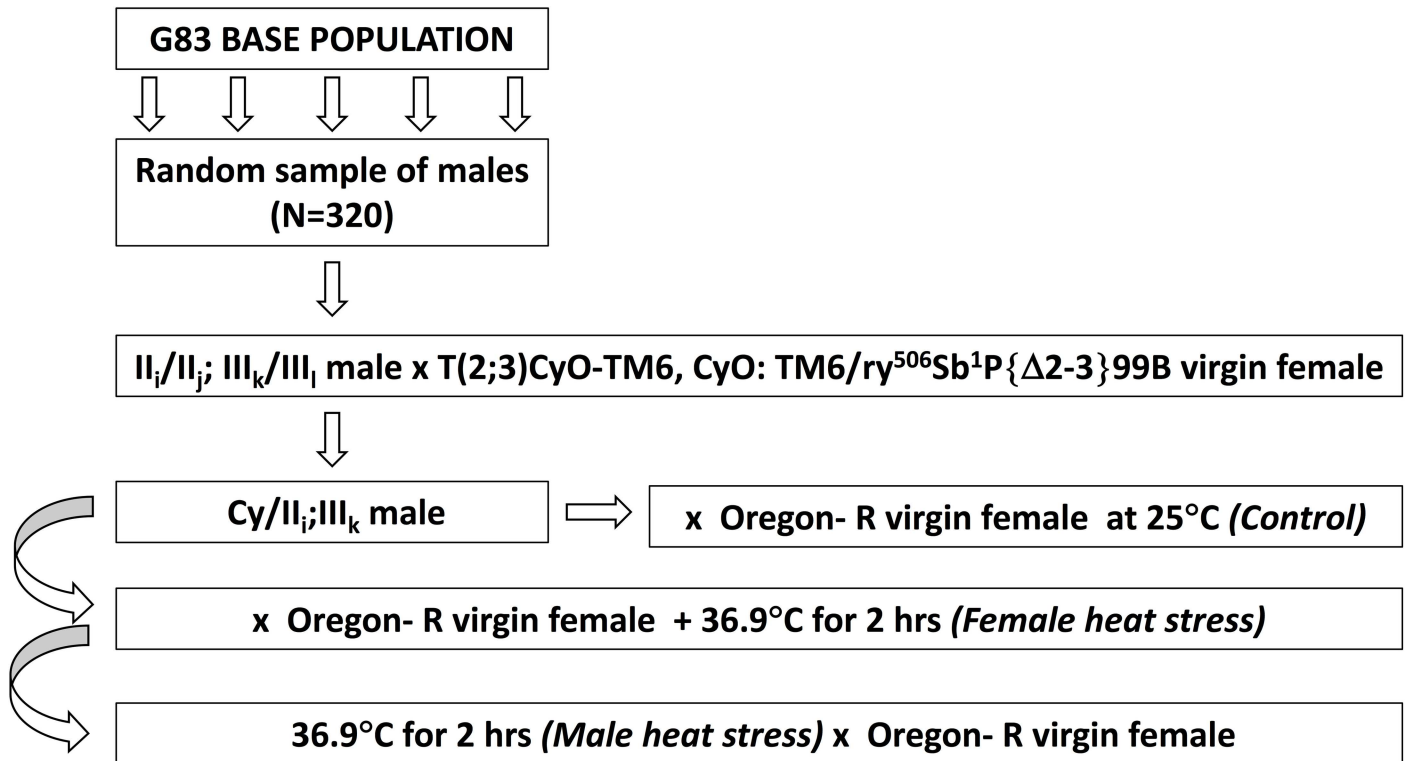 G83 BASE POPULATION
Random sample of males
(N=320)
IIᵢ/IIⱼ; IIIₖ/IIIₗ male x T(2;3)CyO-TM6, CyO: TM6/ry⁵⁰⁶Sb¹P{Δ2-3}99B virgin female
Cy/IIᵢ;IIIₖ male
x Oregon- R virgin female at 25°C (Control)
x Oregon- R virgin female + 36.9°C for 2 hrs (Female heat stress)
36.9°C for 2 hrs (Male heat stress) x Oregon- R virgin female